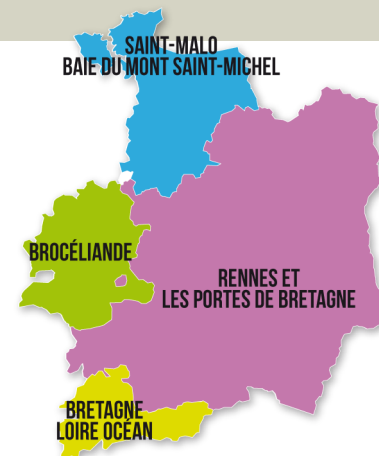 SAINT-MALO
BAIE DU MONT SAINT-MICHEL
BROCÉLIANDE
RENNES ET
LES PORTES DE BRETAGNE
BRETAGNE
LOIRE OCÉAN